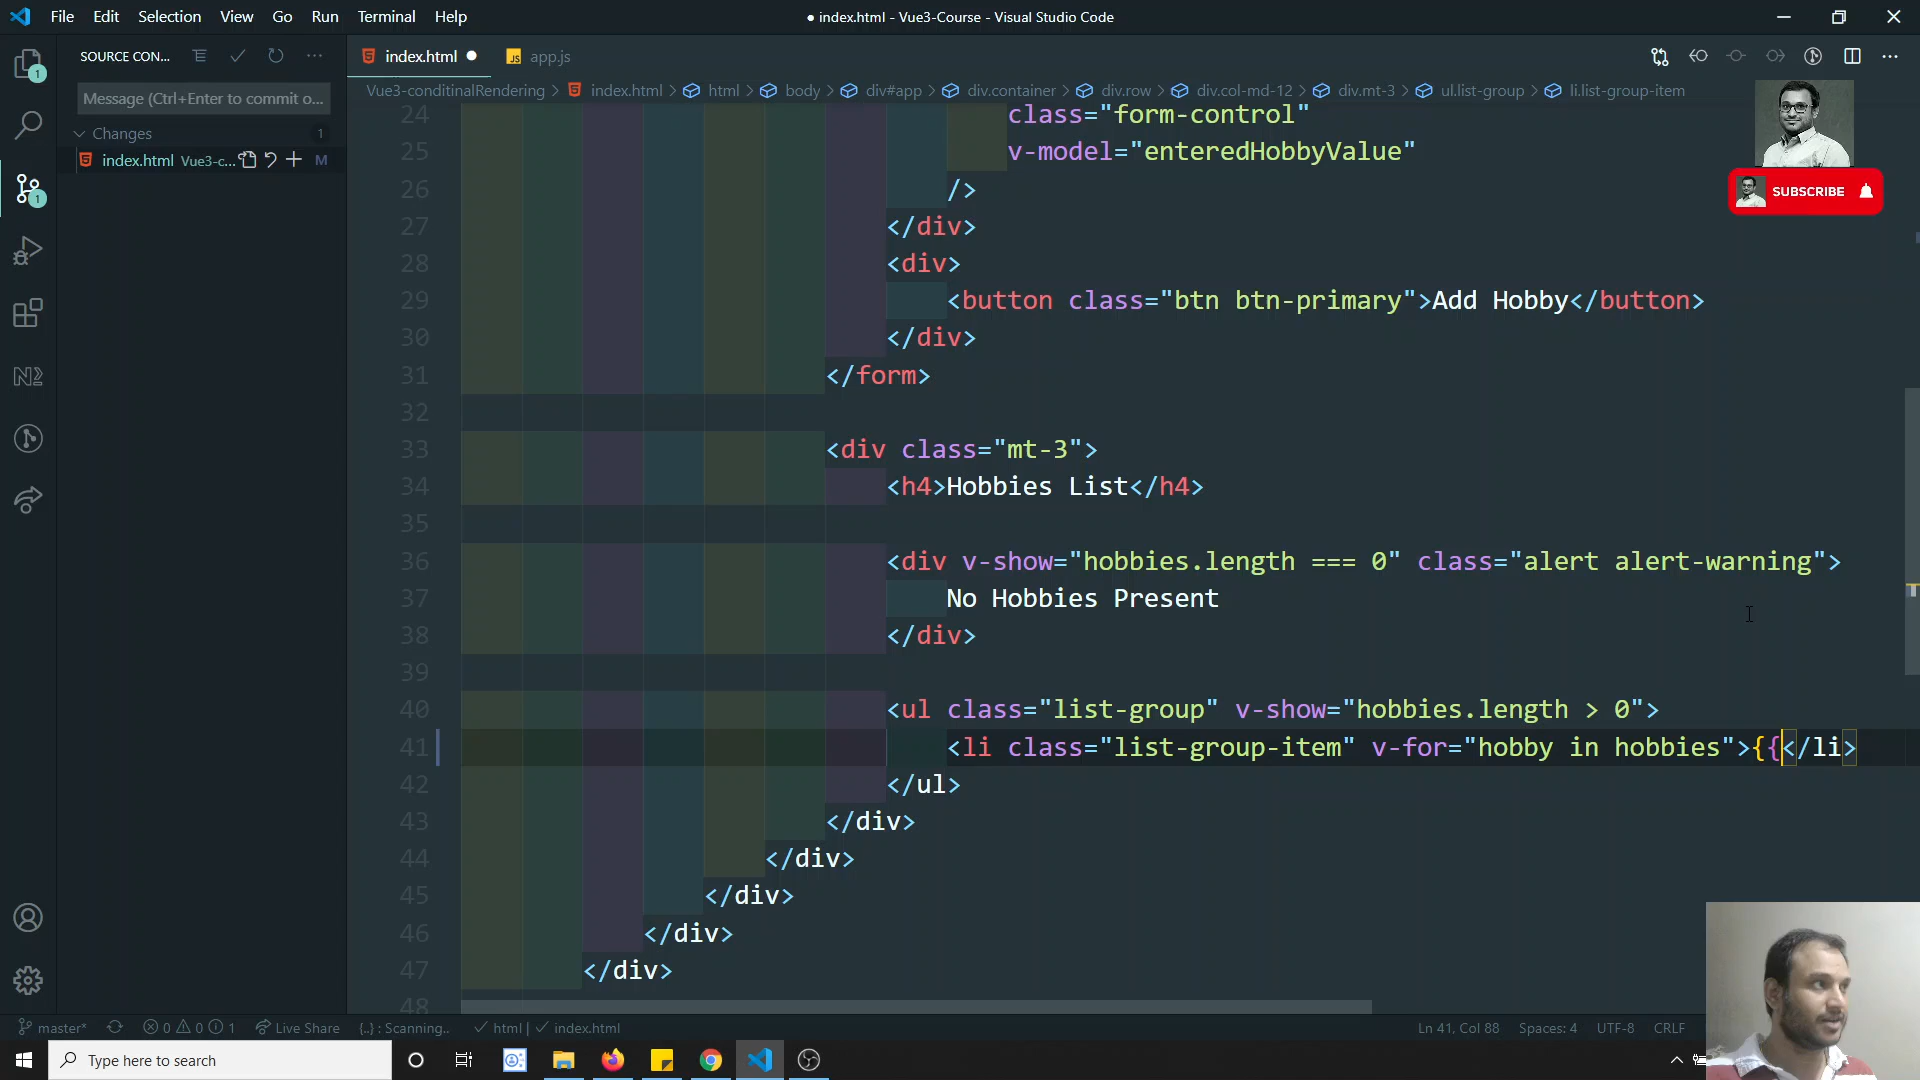 File Edit Selection View Go Run Terminal Help
● index.html - Vue3-Course - Visual Studio Code
SOURCE CON...
index.html ●
JS app.js
Message (Ctrl+Enter to commit o...
Changes 1
index.html Vue3-c... M
Vue3-conditinalRendering > index.html > html > body > div#app > div.container > div.row > div.col-md-12 > div.mt-3 > ul.list-group > li.list-group-item
SUBSCRIBE
24 class="form-control"
25 v-model="enteredHobbyValue"
26 />
27 </div>
28 <div>
29 <button class="btn btn-primary">Add Hobby</button>
30 </div>
31 </form>
32
33 <div class="mt-3">
34 <h4>Hobbies List</h4>
35
36 <div v-show="hobbies.length === 0" class="alert alert-warning">
37 No Hobbies Present
38 </div>
39
40 <ul class="list-group" v-show="hobbies.length > 0">
41 <li class="list-group-item" v-for="hobby in hobbies">{{</li>
42 </ul>
43 </div>
44 </div>
45 </div>
46 </div>
47 </div>
48
master* 0 0 1 Live Share {..} : Scanning.. ✓ html | ✓ index.html
Ln 41, Col 88 Spaces: 4 UTF-8 CRLF
Type here to search